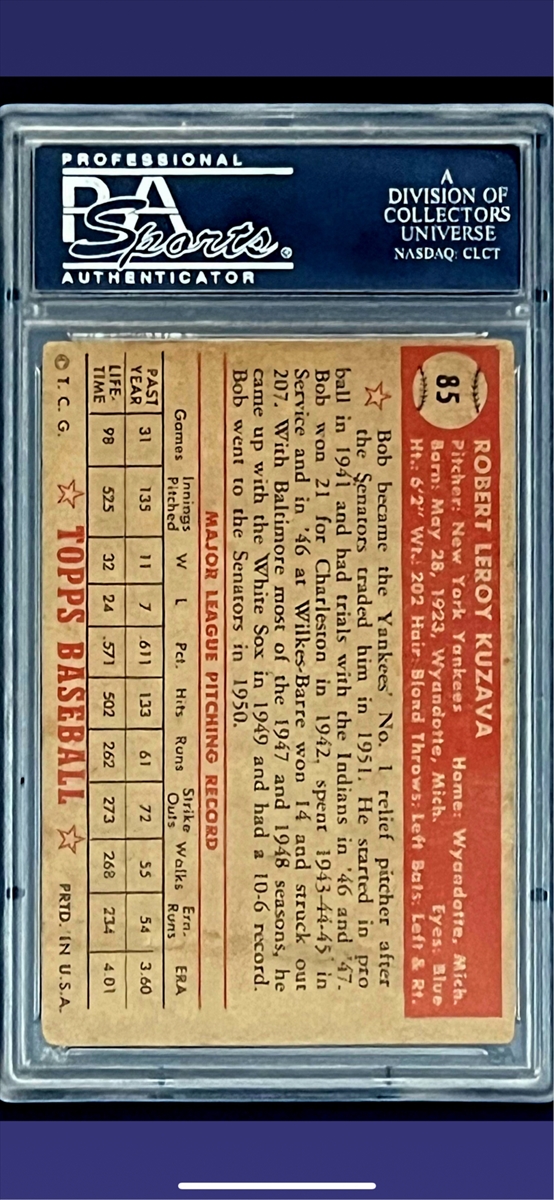 PROFESSIONAL
PSA
Sports®
AUTHENTICATOR
A
DIVISION OF
COLLECTORS
UNIVERSE
NASDAQ: CLCT
85
ROBERT LEROY KUZAVA
Pitcher: New York Yankees Home: Wyandotte, Mich.
Born: May 28, 1923, Wyandotte, Mich. Eyes: Blue
Ht.: 6'2" Wt.: 202 Hair: Blond Throws: Left Bats: Left & Rt.
Bob became the Yankees' No. 1 relief pitcher after
the Senators traded him in 1951. He started in pro
ball in 1941 and had trials with the Indians in '46 and '47.
Bob won 21 for Charleston in 1942, spent 1943-44-45 in
Service and in '46 at Wilkes-Barre won 14 and struck out
207. With Baltimore most of the 1947 and 1948 seasons, he
came up with the White Sox in 1949 and had a 10-6 record.
Bob went to the Senators in 1950.
MAJOR LEAGUE PITCHING RECORD
Games Innings Pitched W L Pct. Hits Runs Strike Outs Walks Ern. Runs ERA
PAST YEAR 31 135 11 7 .611 133 61 72 55 54 3.60
LIFE-TIME 98 525 32 24 .571 502 262 273 268 234 4.01
© T. C. G. ☆ TOPPS BASEBALL ☆ PRTD. IN U.S.A.